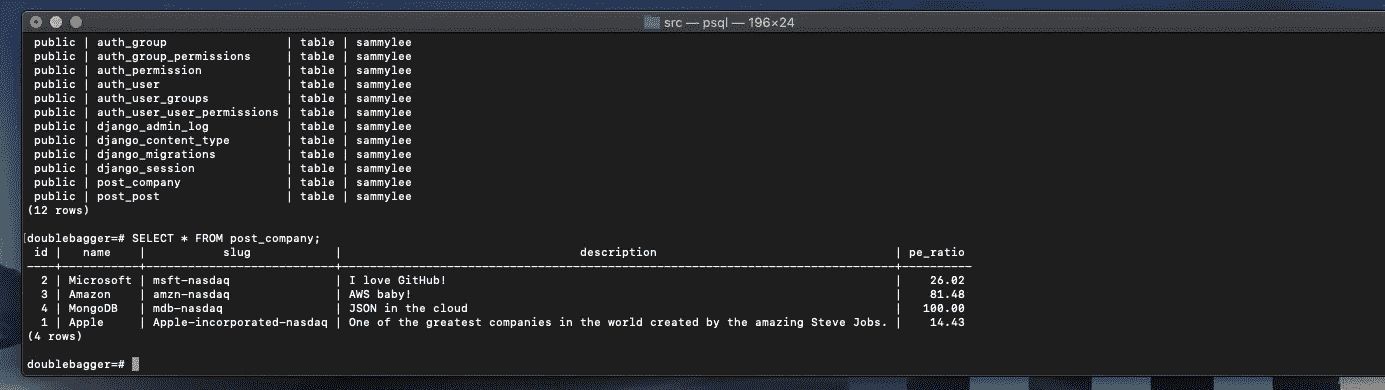 src — psql — 196×24
public | auth_group | table | sammylee
public | auth_group_permissions | table | sammylee
public | auth_permission | table | sammylee
public | auth_user | table | sammylee
public | auth_user_groups | table | sammylee
public | auth_user_user_permissions | table | sammylee
public | django_admin_log | table | sammylee
public | django_content_type | table | sammylee
public | django_migrations | table | sammylee
public | django_session | table | sammylee
public | post_company | table | sammylee
public | post_post | table | sammylee
(12 rows)
[doublebagger=# SELECT * FROM post_company;
id | name | slug | description | pe_ratio
----+-----------+---------------------------+-------------------------------------------------------------------------------+----------
2 | Microsoft | msft-nasdaq | I love GitHub! | 26.02
3 | Amazon | amzn-nasdaq | AWS baby! | 81.48
4 | MongoDB | mdb-nasdaq | JSON in the cloud | 100.00
1 | Apple | Apple-incorporated-nasdaq | One of the greatest companies in the world created by the amazing Steve Jobs. | 14.43
(4 rows)
doublebagger=#